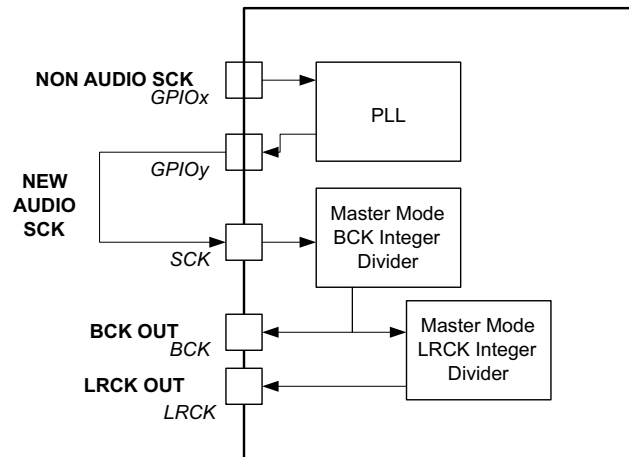 NON AUDIO SCK
GPIOx
PLL
GPIOy
NEW
AUDIO
SCK
Master Mode
BCK Integer
Divider
SCK
BCK OUT
BCK
Master Mode
LRCK Integer
Divider
LRCK OUT
LRCK